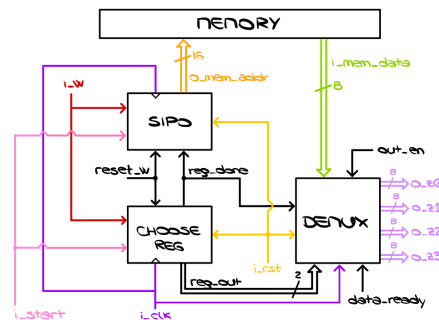 MEMORY
16
o_mem_addr
i_mem_data
8
i_w
SIPO
out_en
reset_w
reg_done
8
o_z0
8
o_z1
CHOOSE
REG
DEMUX
8
o_z2
8
o_z3
reg_out
i_rst
2
i_start
i_clk
data_ready